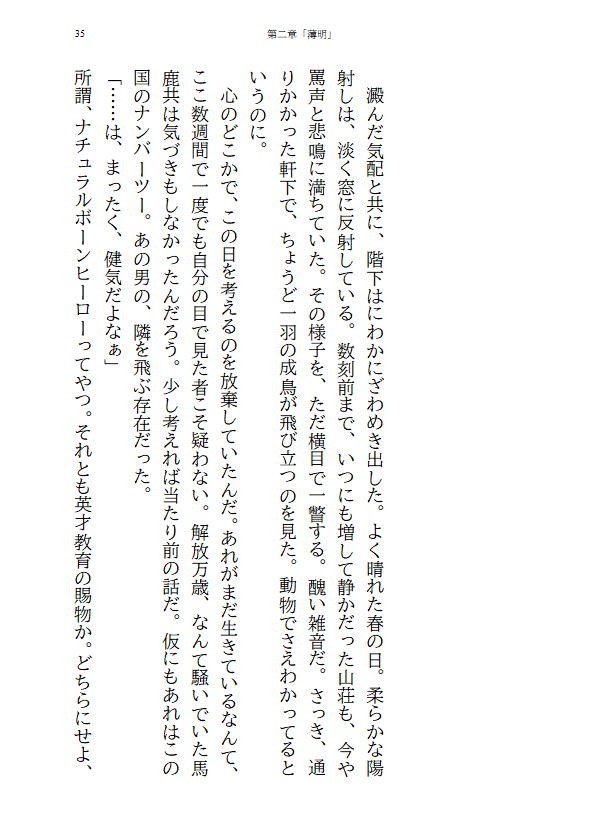 35
第二章「薄明」
澱んだ気配と共に、階下はにわかにざわめき出した。よく晴れた春の日。柔らかな陽
射しは、淡く窓に反射している。数刻前まで、いつにも増して静かだった山荘も、今や
罵声と悲鳴に満ちていた。その様子を、ただ横目で一瞥する。醜い雑音だ。さっき、通
りかかった軒下で、ちょうど一羽の成鳥が飛び立つのを見た。動物でさえわかってると
いうのに。
心のどこかで、この日を考えるのを放棄していたんだ。あれがまだ生きているなんて、
ここ数週間で一度でも自分の目で見た者こそ疑わない。解放万歳、なんて騒いでいた馬
鹿共は気づきもしなかったんだろう。少し考えれば当たり前の話だ。仮にもあれはこの
国のナンバーツー。あの男の、隣を飛ぶ存在だった。
「……は、まったく、健気だよなぁ」
所謂、ナチュラルボーンヒーローってやつ。それとも英才教育の賜物か。どちらにせよ、